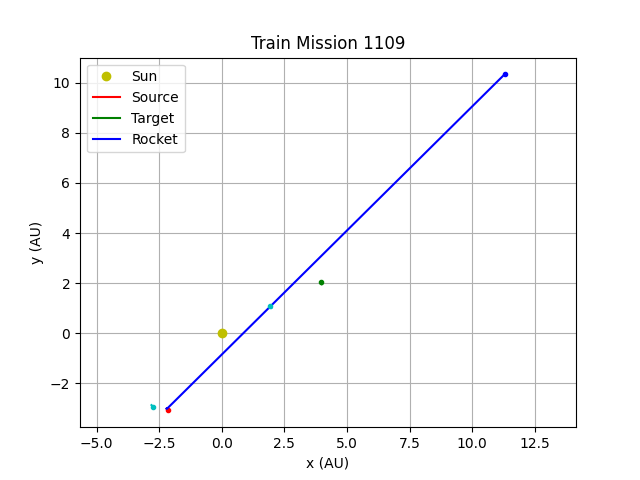 Train Mission 1109
Sun
Source
Target
Rocket
y (AU)
10
8
6
4
2
0
−2
−5.0
−2.5
0.0
2.5
5.0
7.5
10.0
12.5
x (AU)